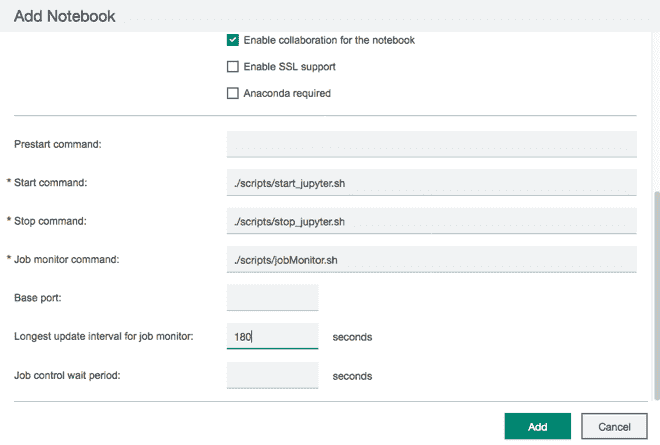 Add Notebook
Enable collaboration for the notebook
Enable SSL support
Anaconda required
Prestart command:
* Start command: ./scripts/start_jupyter.sh
* Stop command: ./scripts/stop_jupyter.sh
* Job monitor command: ./scripts/jobMonitor.sh
Base port:
Longest update interval for job monitor: 180 seconds
Job control wait period: seconds
Add Cancel